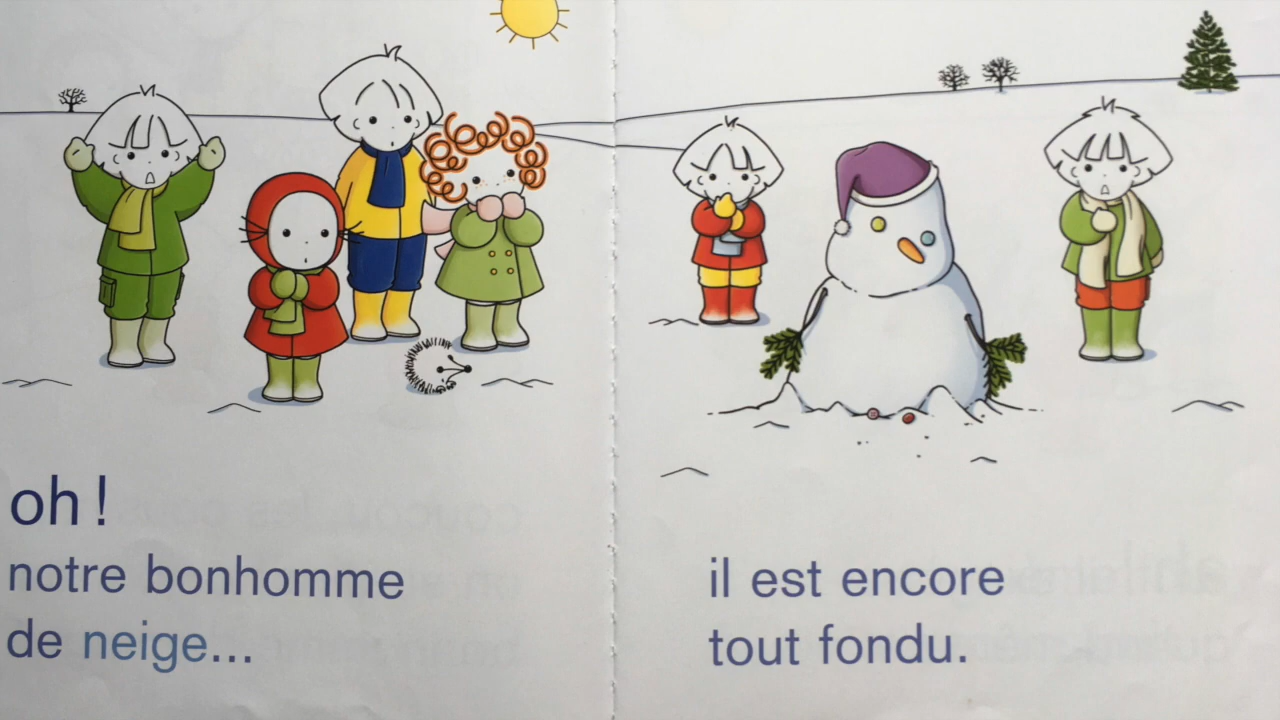 oh !
notre bonhomme
de neige...
il est encore
tout fondu.